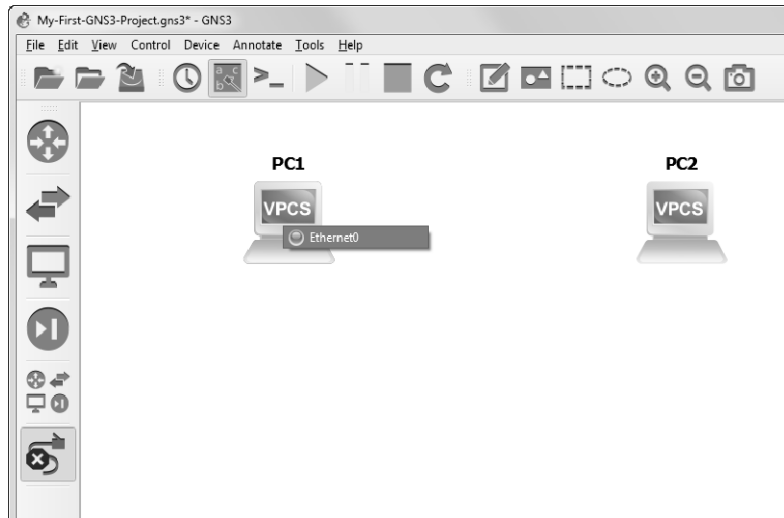 My-First-GNS3-Project.gns3* - GNS3
File Edit View Control Device Annotate Tools Help
a c
b
>_
PC1 PC2
VPCS VPCS
Ethernet0